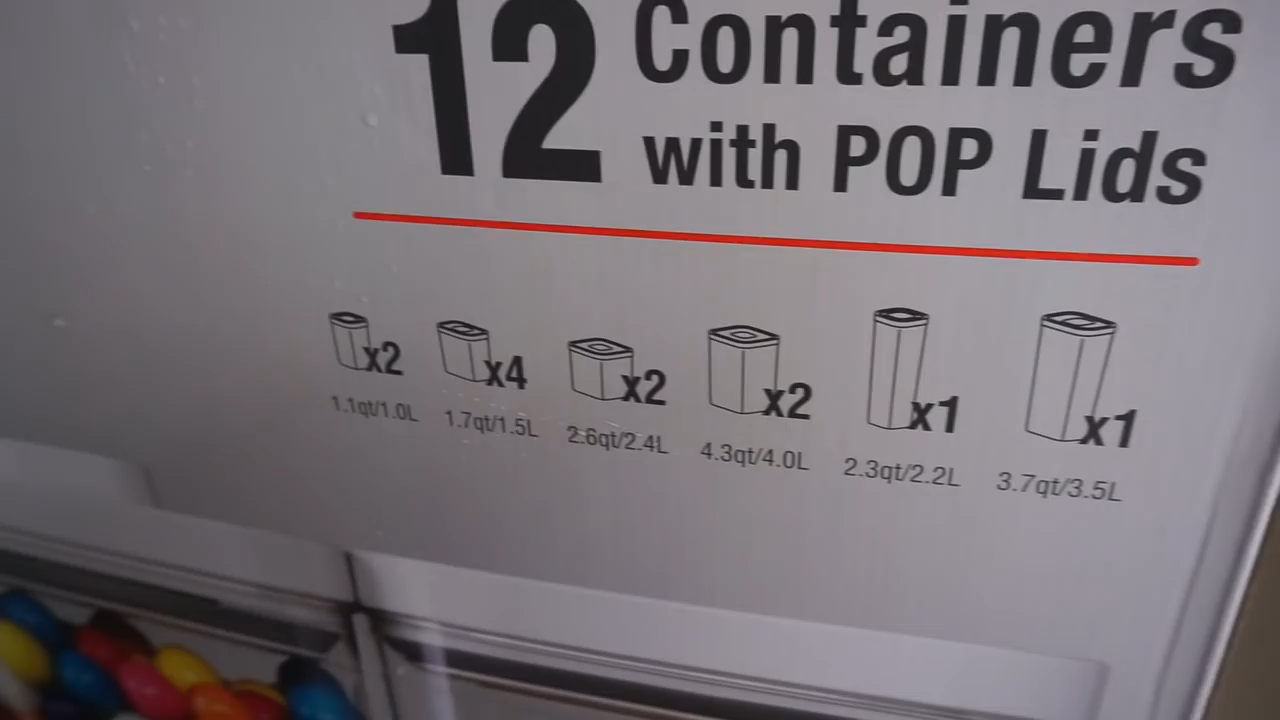 12 Containers
with POP Lids
x2 x4 x2 x2 x1 x1
1.1qt/1.0L 1.7qt/1.5L 2.6qt/2.4L 4.3qt/4.0L 2.3qt/2.2L 3.7qt/3.5L